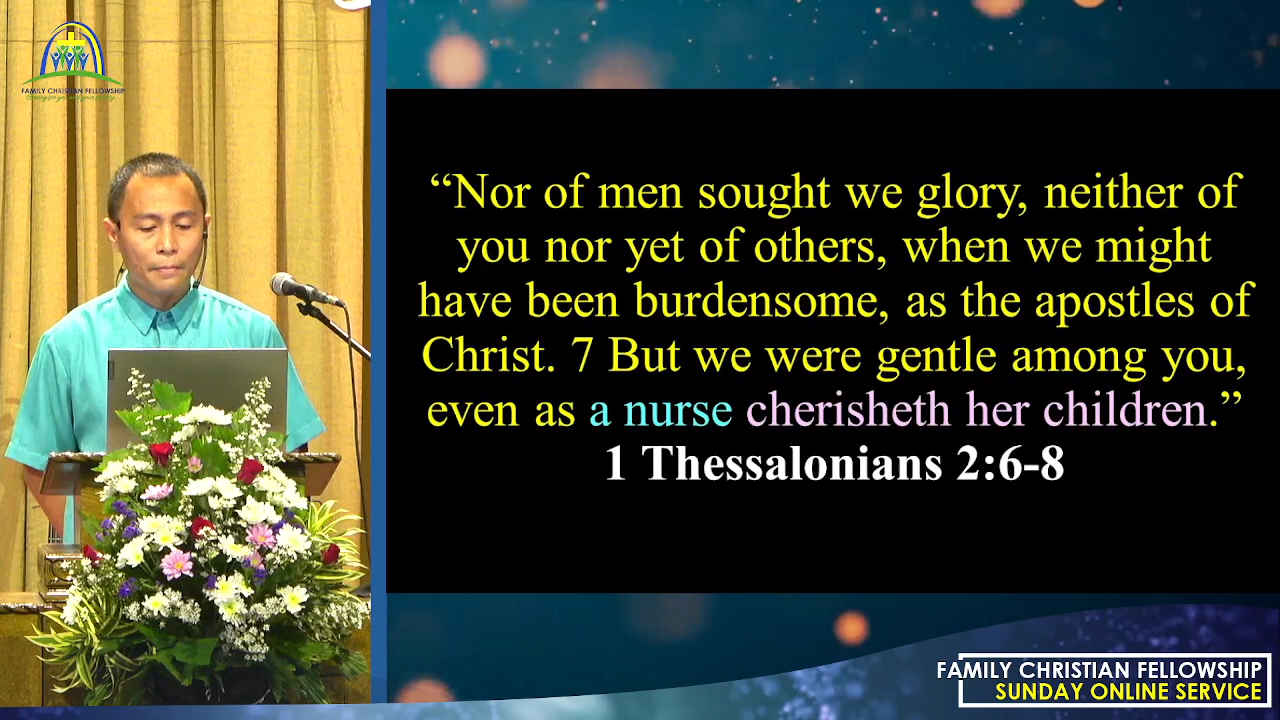 FAMILY CHRISTIAN FELLOWSHIP
“Nor of men sought we glory, neither of
you nor yet of others, when we might
have been burdensome, as the apostles of
Christ. 7 But we were gentle among you,
even as a nurse cherisheth her children.”
1 Thessalonians 2:6-8
FAMILY CHRISTIAN FELLOWSHIP
SUNDAY ONLINE SERVICE